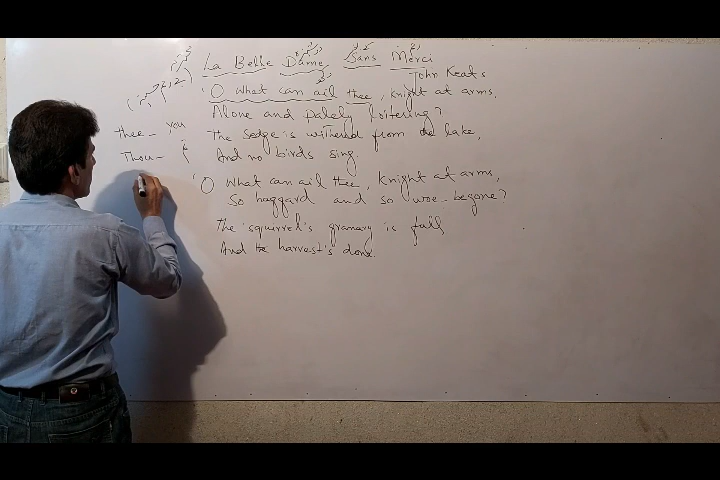 La Belle Dame Sans Merci
John Keats
'O What can ail thee, Knight at arms,
Alone and Palely loitering?
The Sedge is withered from the lake,
And no birds sing.
'O What can ail thee, Knight at arms,
So haggard and so woe-begone?
The squirrel's granary is full
And the harvest's done.
thee – you
Thou –